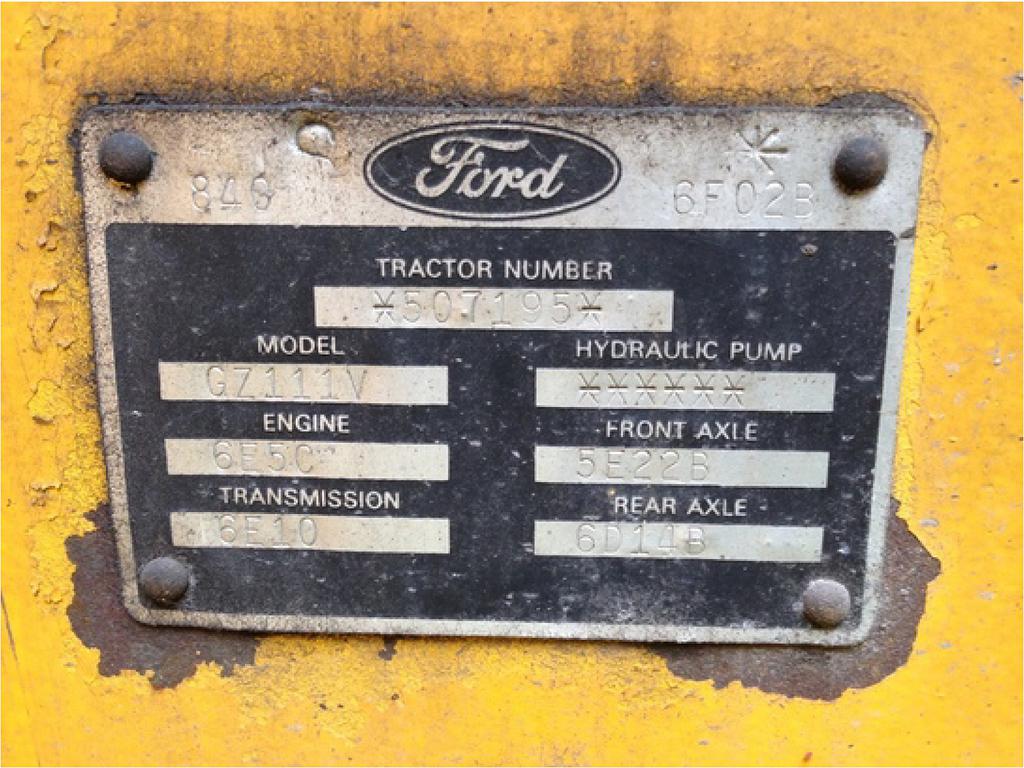 Ford
84G 6F02B
TRACTOR NUMBER
*507195*
MODEL HYDRAULIC PUMP
GZ111V ******
ENGINE FRONT AXLE
6E5C 5E22B
TRANSMISSION REAR AXLE
6E10 6D14B